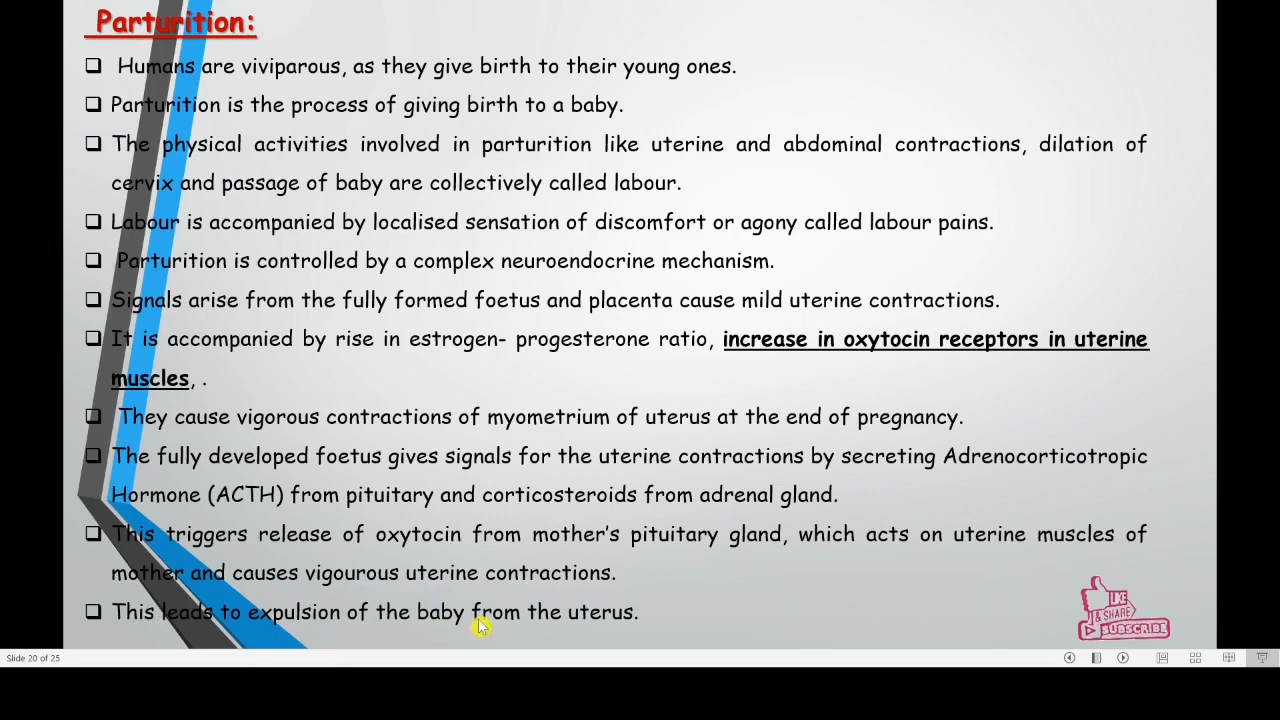 Parturition:
❑ Humans are viviparous, as they give birth to their young ones.
❑ Parturition is the process of giving birth to a baby.
❑ The physical activities involved in parturition like uterine and abdominal contractions, dilation of
cervix and passage of baby are collectively called labour.
❑ Labour is accompanied by localised sensation of discomfort or agony called labour pains.
❑ Parturition is controlled by a complex neuroendocrine mechanism.
❑ Signals arise from the fully formed foetus and placenta cause mild uterine contractions.
❑ It is accompanied by rise in estrogen- progesterone ratio, increase in oxytocin receptors in uterine
muscles, .
❑ They cause vigorous contractions of myometrium of uterus at the end of pregnancy.
❑ The fully developed foetus gives signals for the uterine contractions by secreting Adrenocorticotropic
Hormone (ACTH) from pituitary and corticosteroids from adrenal gland.
❑ This triggers release of oxytocin from mother’s pituitary gland, which acts on uterine muscles of
mother and causes vigourous uterine contractions.
❑ This leads to expulsion of the baby from the uterus.
LIKE
& SHARE
SUBSCRIBE
Slide 20 of 25